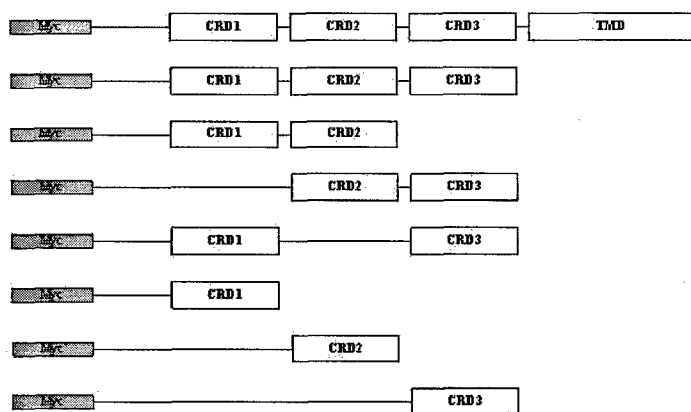 Myc CRD1 CRD2 CRD3 TMD
Myc CRD1 CRD2 CRD3
Myc CRD1 CRD2
Myc CRD2 CRD3
Myc CRD1 CRD3
Myc CRD1
Myc CRD2
Myc CRD3